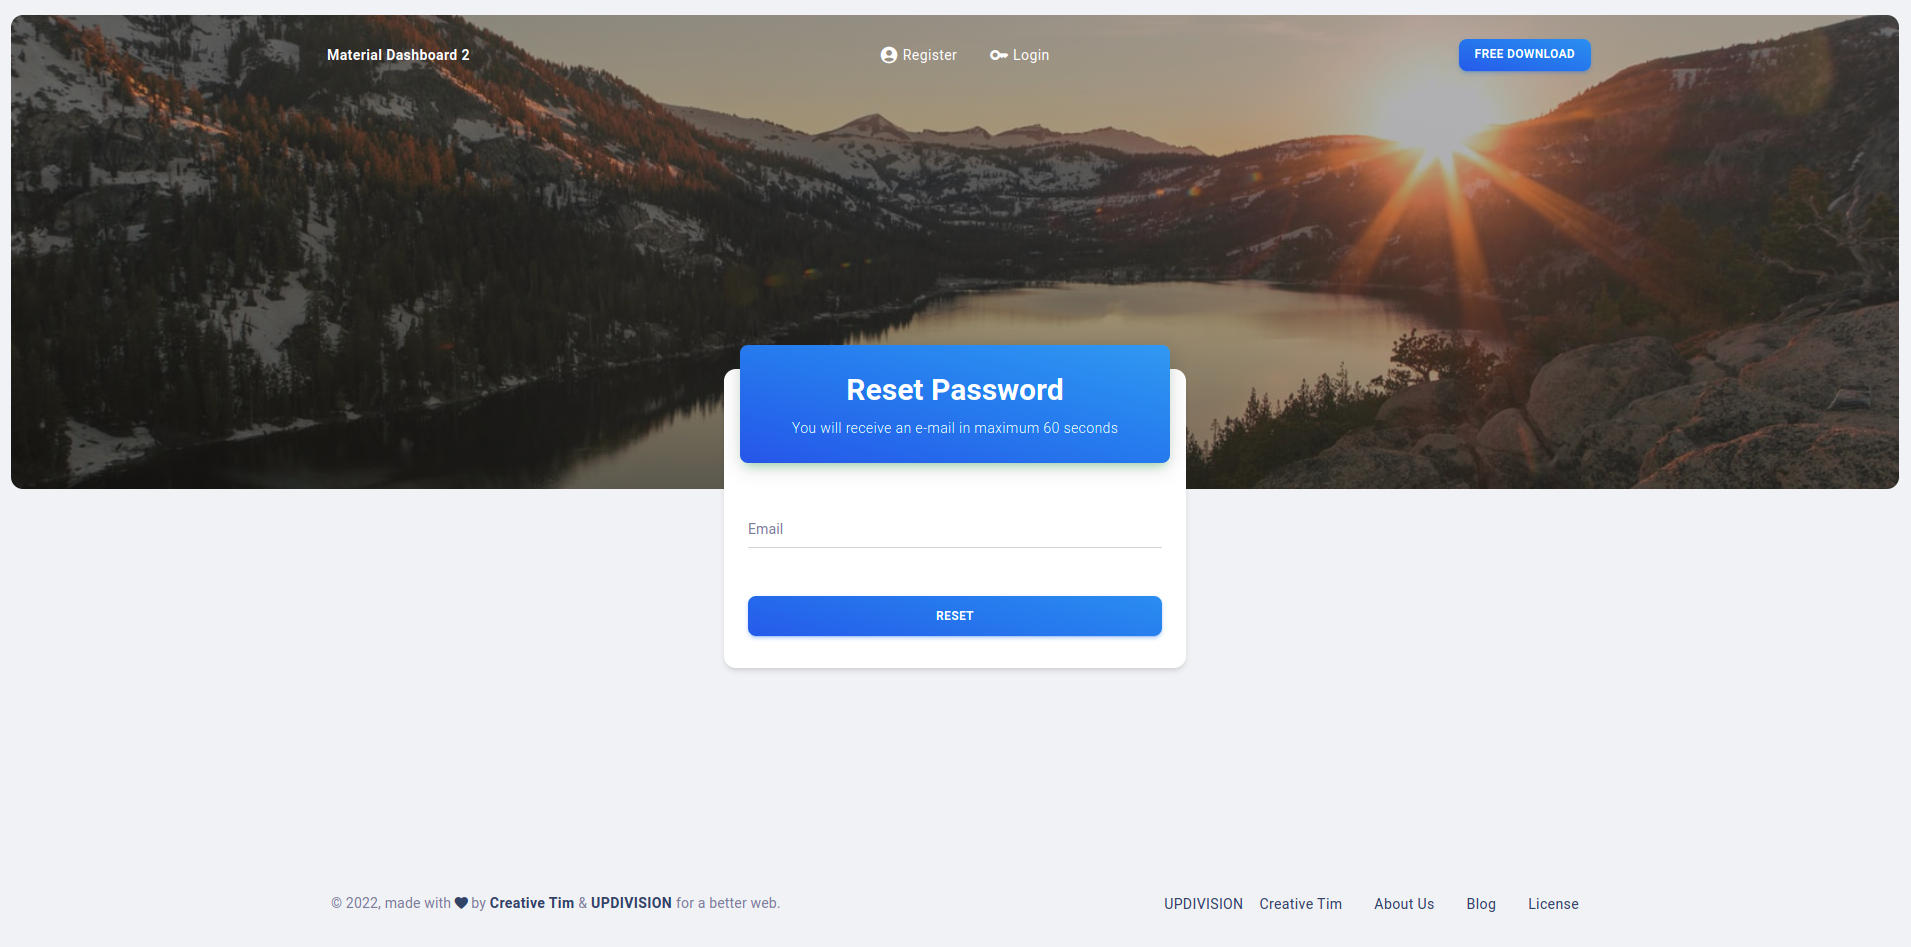 Material Dashboard 2
Register
Login
FREE DOWNLOAD
Reset Password
You will receive an e-mail in maximum 60 seconds
Email
RESET
© 2022, made with by Creative Tim & UPDIVISION for a better web.
UPDIVISION
Creative Tim
About Us
Blog
License